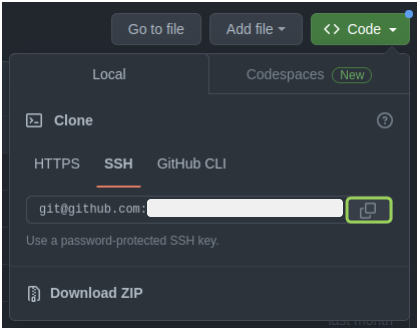 Go to file Add file Code
Local Codespaces New
Clone
HTTPS SSH GitHub CLI
git@github.com:
Use a password-protected SSH key.
Download ZIP
last month